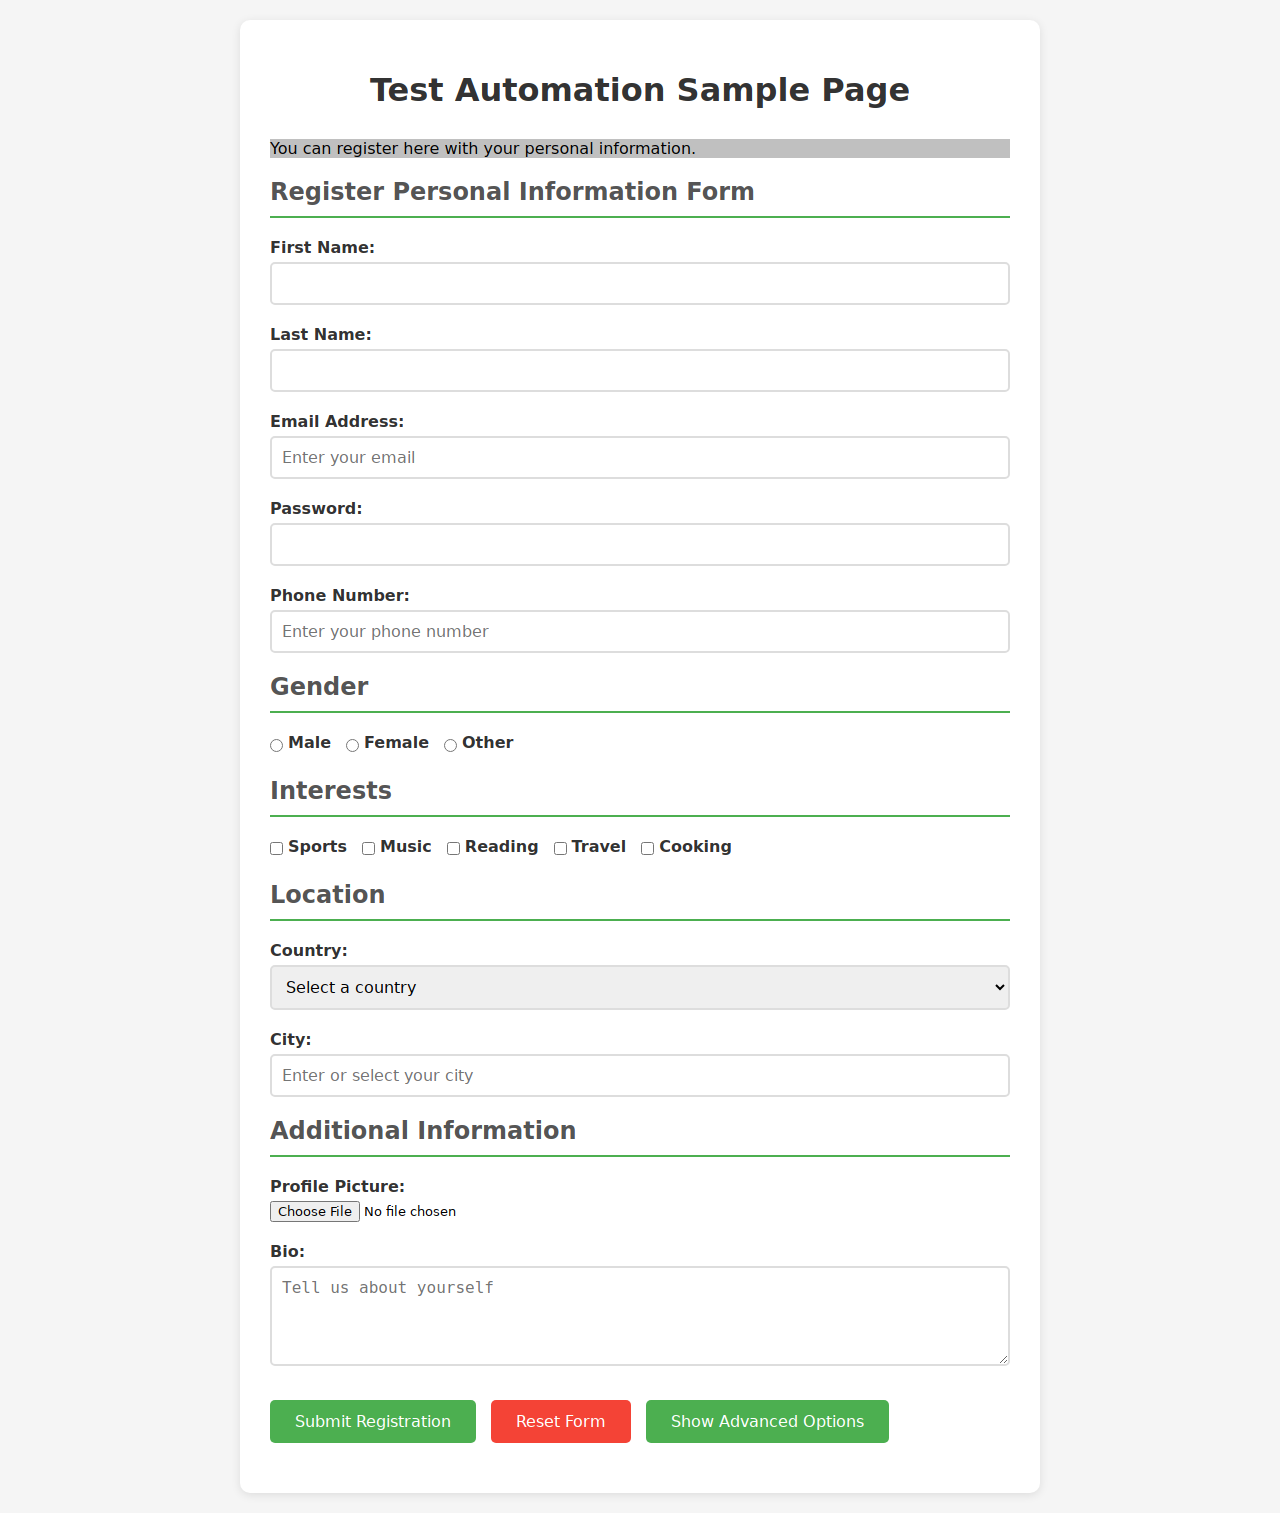 Test Automation Sample Page
You can register here with your personal information.
Register Personal Information Form
First Name:
Last Name:
Email Address:
Enter your email
Password:
Phone Number:
Enter your phone number
Gender
Male Female Other
Interests
Sports Music Reading Travel Cooking
Location
Country:
Select a country
City:
Enter or select your city
Additional Information
Profile Picture:
Choose File No file chosen
Bio:
Tell us about yourself
Submit Registration Reset Form Show Advanced Options